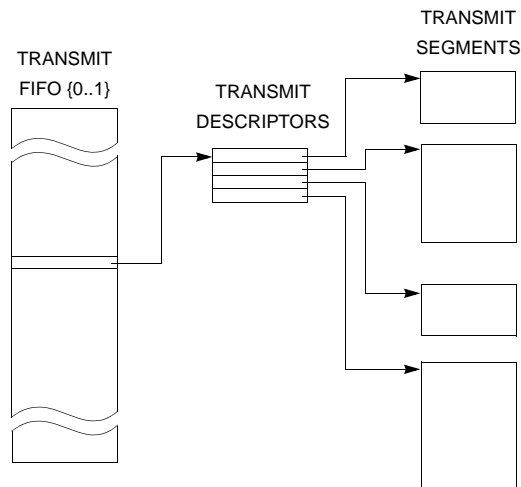 TRANSMIT
FIFO {0..1}
TRANSMIT
DESCRIPTORS
TRANSMIT
SEGMENTS